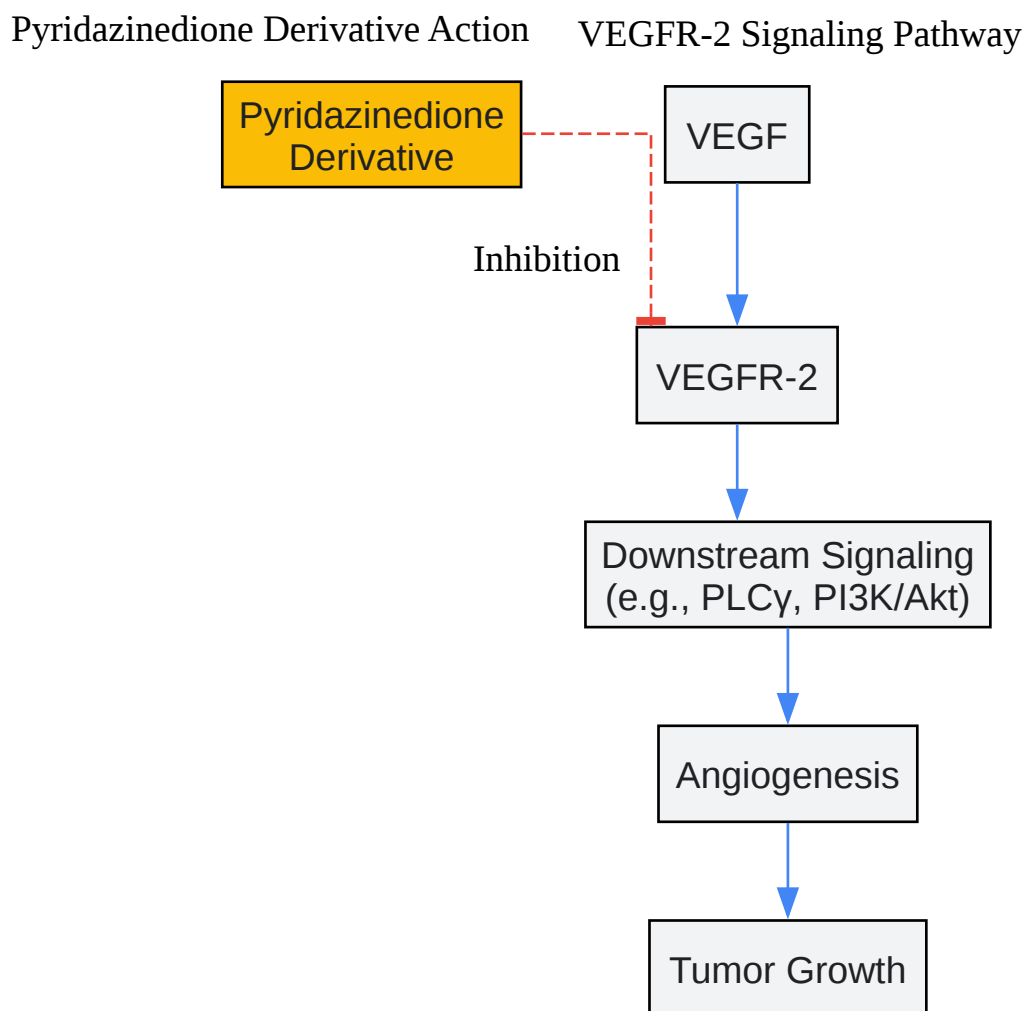 Pyridazinedione Derivative Action
VEGFR-2 Signaling Pathway
Pyridazinedione
Derivative
VEGF
Inhibition
VEGFR-2
Downstream Signaling
(e.g., PLCγ, PI3K/Akt)
Angiogenesis
Tumor Growth